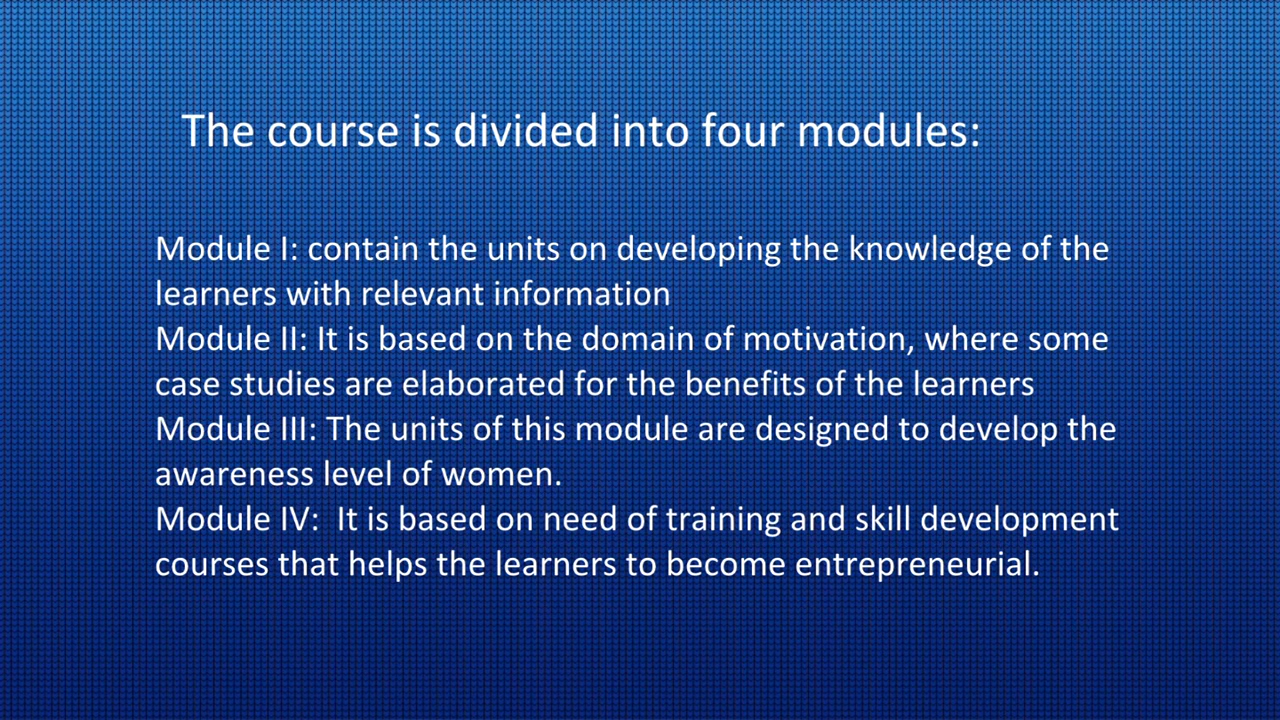 The course is divided into four modules:
Module I: contain the units on developing the knowledge of the
learners with relevant information
Module II: It is based on the domain of motivation, where some
case studies are elaborated for the benefits of the learners
Module III: The units of this module are designed to develop the
awareness level of women.
Module IV:  It is based on need of training and skill development
courses that helps the learners to become entrepreneurial.